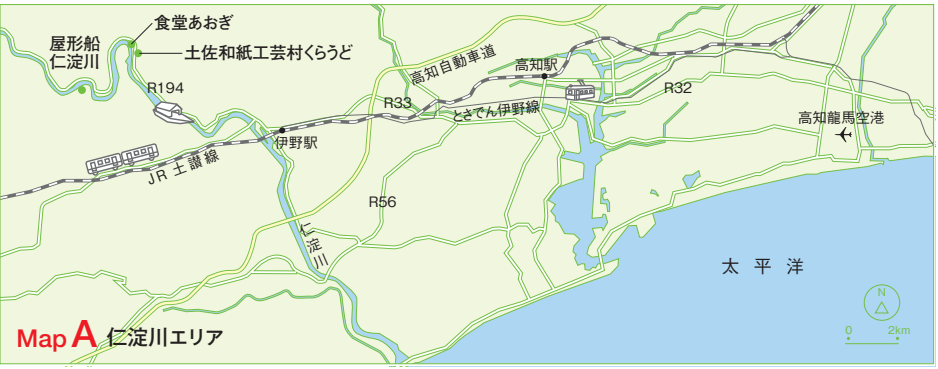 食堂あおぎ
屋形船
仁淀川
土佐和紙工芸村くらうど
R194
高知自動車道
高知駅
R33
とさでん伊野線
R32
高知龍馬空港
伊野駅
JR 土讃線
R56
仁淀川
太平洋
N
0 2km
Map A 仁淀川エリア